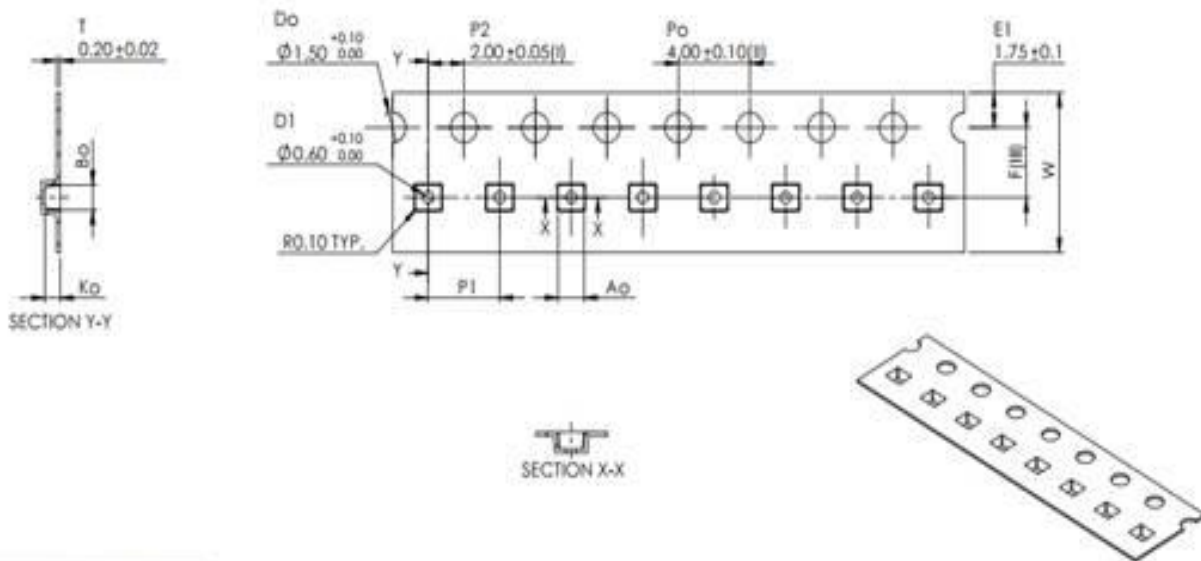 T
0.20±0.02
Do
Ø1.50 +0.10 0.00
P2
2.00±0.05(I)
Po
4.00±0.10(II)
E1
1.75±0.1
Y
D1
Ø0.60 +0.10 0.00
Bo
F(III)
W
R0.10 TYP.
X
X
Y
P1
Ao
Ko
SECTION Y-Y
SECTION X-X